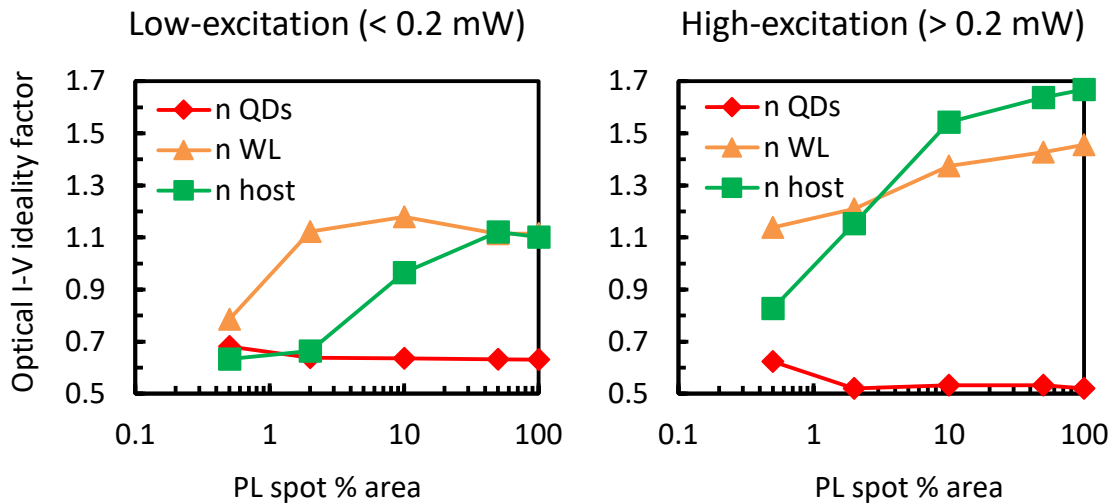 Low-excitation (< 0.2 mW)
High-excitation (> 0.2 mW)
Optical I-V ideality factor
1.7
1.5
1.3
1.1
0.9
0.7
0.5
n QDs
n WL
n host
0.1 1 10 100
PL spot % area
1.7
1.5
1.3
1.1
0.9
0.7
0.5
n QDs
n WL
n host
0.1 1 10 100
PL spot % area